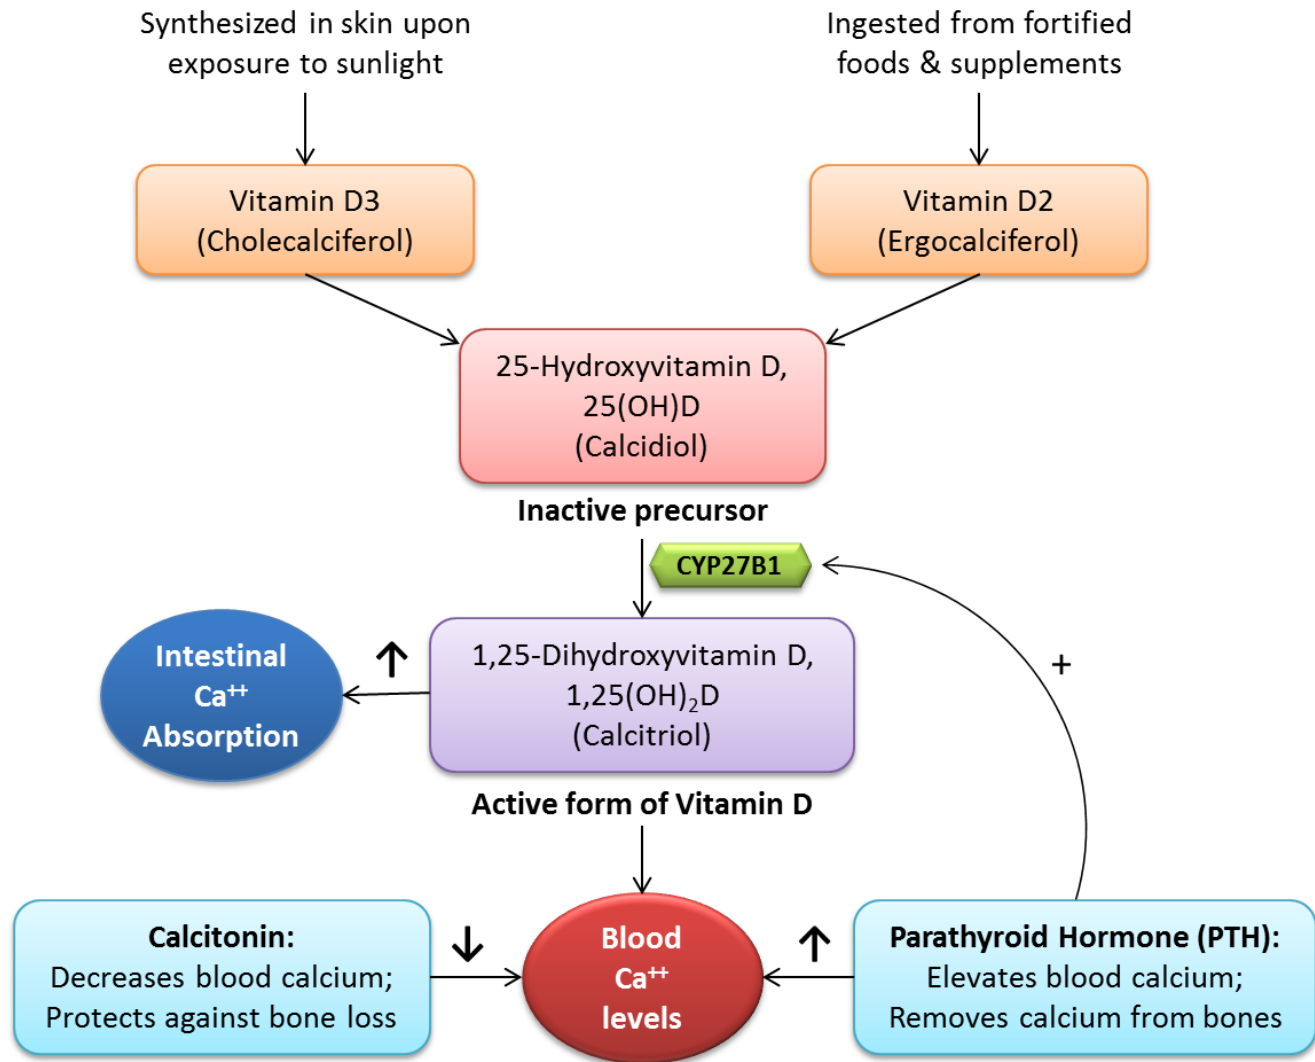 Synthesized in skin upon
exposure to sunlight
Ingested from fortified
foods & supplements
Vitamin D3
(Cholecalciferol)
Vitamin D2
(Ergocalciferol)
25-Hydroxyvitamin D,
25(OH)D
(Calcidiol)
Inactive precursor
CYP27B1
Intestinal
Ca⁺⁺
Absorption
1,25-Dihydroxyvitamin D,
1,25(OH)₂D
(Calcitriol)
+
Active form of Vitamin D
Calcitonin:
Decreases blood calcium;
Protects against bone loss
Blood
Ca⁺⁺
levels
Parathyroid Hormone (PTH):
Elevates blood calcium;
Removes calcium from bones